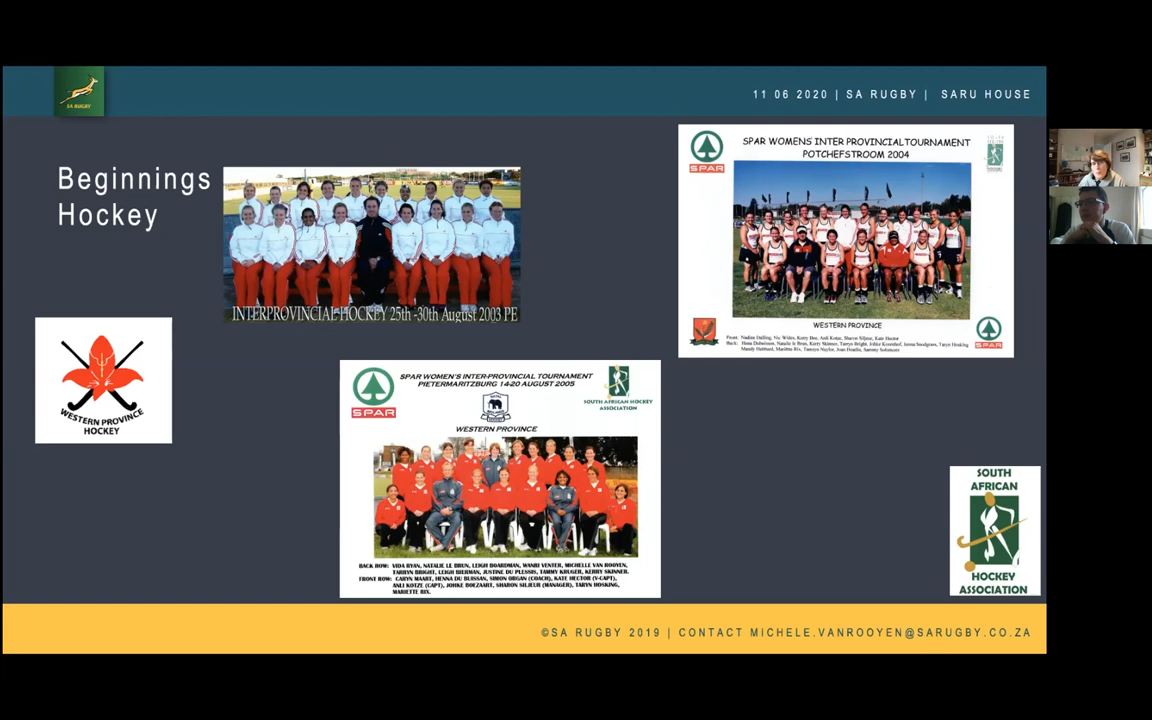 SA RUGBY
11 06 2020 | SA RUGBY | SARU HOUSE
Beginnings
Hockey
INTERPROVINCIAL HOCKEY 25th -30th August 2003 PE
SPAR WOMENS INTER PROVINCIAL TOURNAMENT
POTCHEFSTROOM 2004
SPAR
WESTERN PROVINCE
SPAR
WESTERN PROVINCE
HOCKEY
SPAR WOMEN'S INTER-PROVINCIAL TOURNAMENT
PIETERMARITZBURG 14-20 AUGUST 2005
SPAR
SOUTH AFRICAN HOCKEY
ASSOCIATION
WESTERN PROVINCE
BACK ROW: VIDA RYAN, NATALIE LE BRUN, LEIGH BOARDMAN, WANRI VENTER, MICHELLE VAN ROOYEN,
TARRYN BRIGHT, LEIGH BIERMAN, JUSTINE DU PLESSIS, TAMMY KRUGER, KERRY SKINNER.
FRONT ROW: CARYN MAART, HENNA DU BUISSAN, SIMON ORGAN (COACH), KATE HECTOR (V-CAPT),
ANLI KOTZE (CAPT), JOHKE BOEZAART, SHARON SILJEUR (MANAGER), TARYN HOSKING,
MARIETTE RIX.
SOUTH
AFRICAN
HOCKEY
ASSOCIATION
©SA RUGBY 2019 | CONTACT MICHELE.VANROOYEN@SARUGBY.CO.ZA